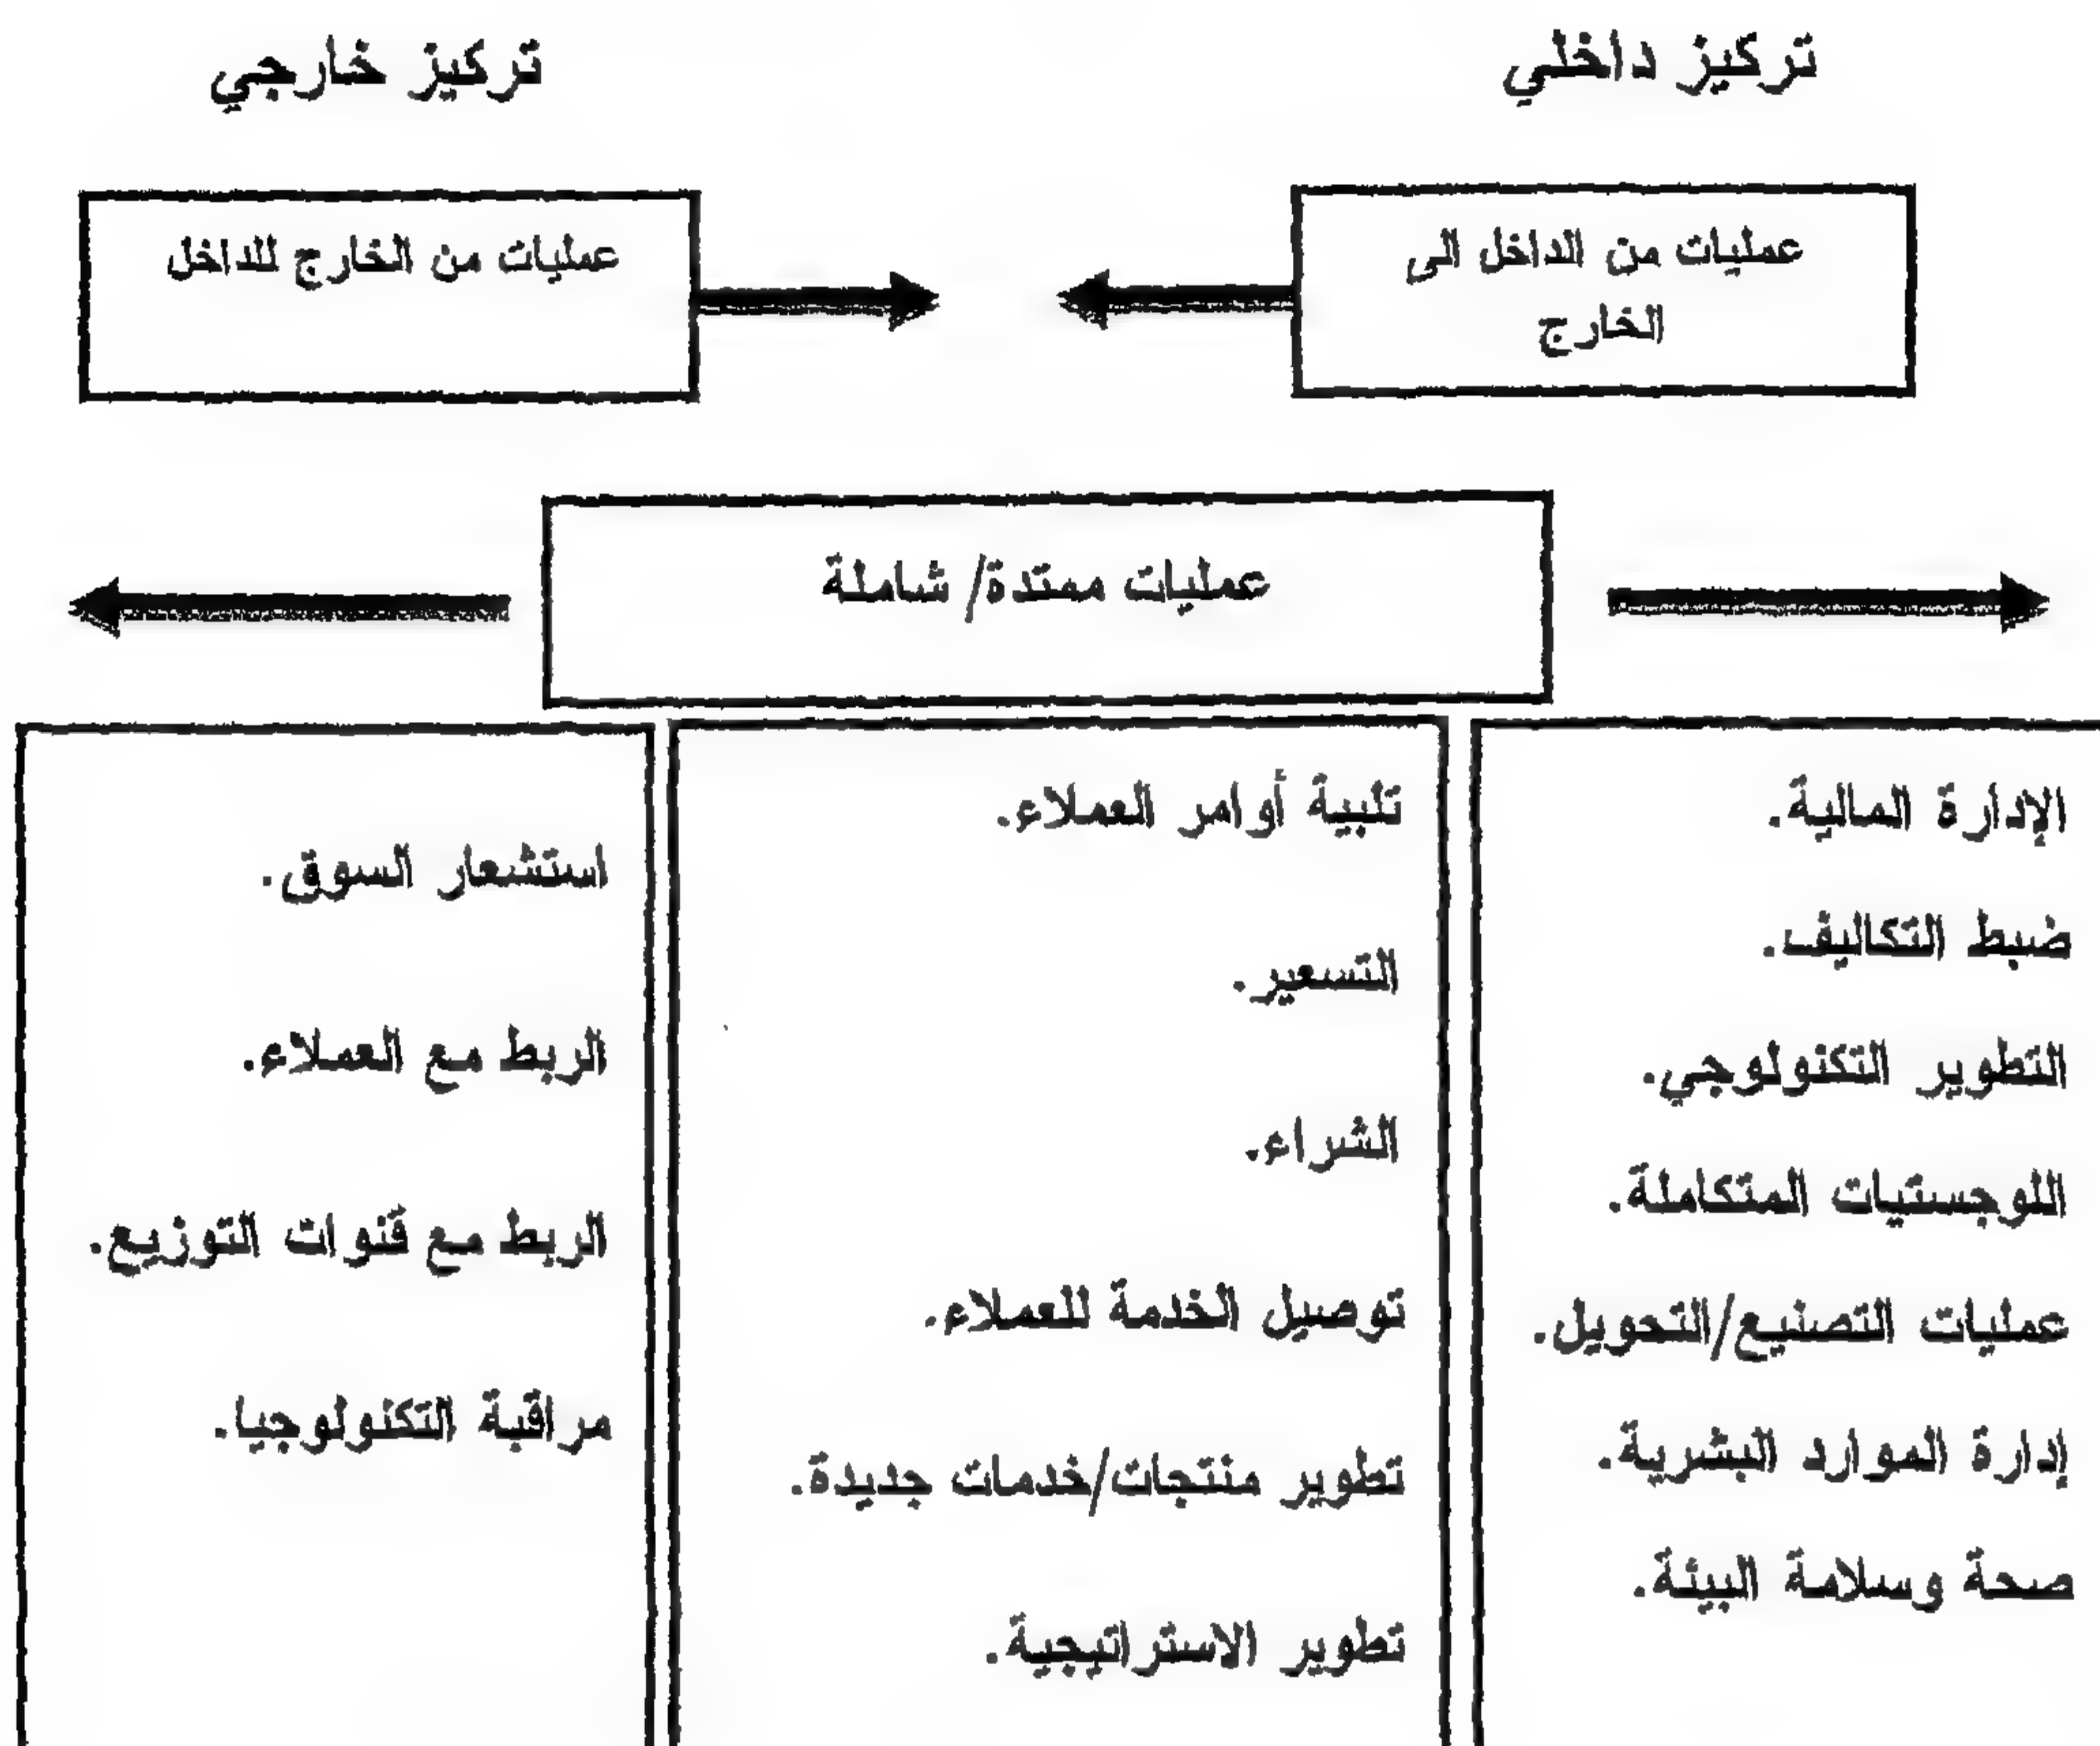 تركيز داخلي
تركيز خارجي
عمليات من الداخل الى
الخارج
عمليات من الخارج للداخل
عمليات ممتدة/ شاملة
الإدارة المالية.
ضبط التكاليف.
التطوير التكنولوجي.
اللوجستيات المتكاملة.
عمليات التصنيع/التحويل.
إدارة الموارد البشرية.
صحة وسلامة البيئة.
تلبية أوامر العملاء.
التسعير.
الشراء.
توصيل الخدمة للعملاء.
تطوير منتجات/خدمات جديدة.
تطوير الاستراتيجية.
استشعار السوق.
الربط مع العملاء.
الربط مع قنوات التوزيع.
مراقبة التكنولوجيا.